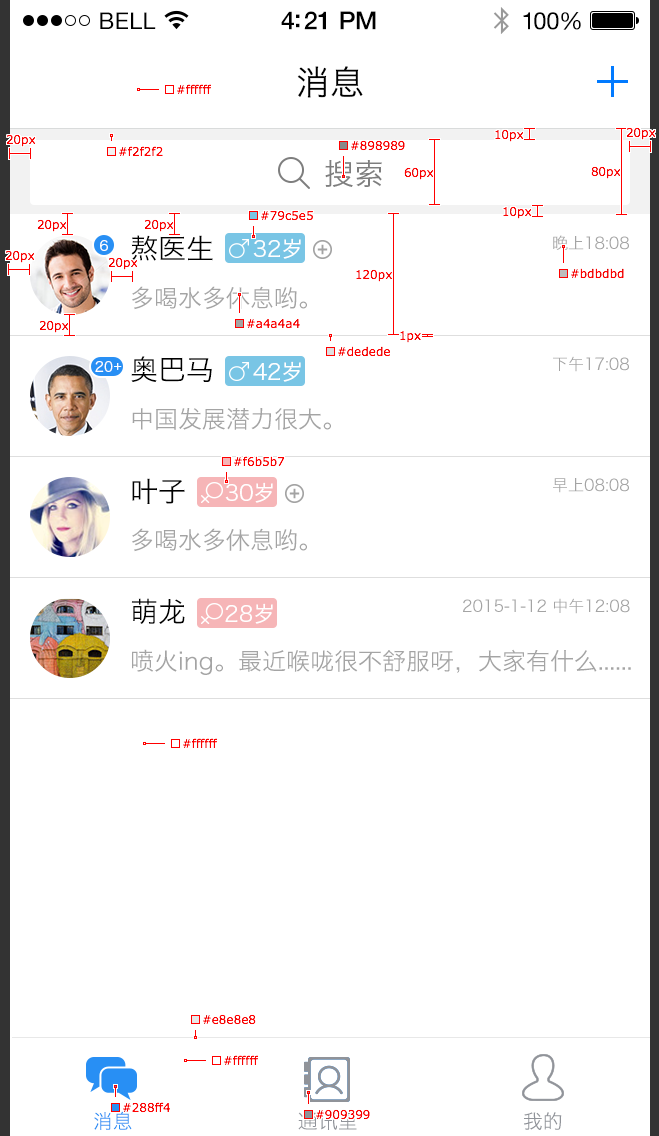 BELL 4:21 PM 100%
#ffffff 消息
20px #f2f2f2 #898989 10px 20px
搜索 60px 80px
10px
20px 20px #79c5e5
20px 6 熬医生 32岁 晚上18:08
20px 120px #bdbdbd
多喝水多休息哟。
20px #a4a4a4 1px
#dedede
20+ 奥巴马 42岁 下午17:08
中国发展潜力很大。
#f6b5b7
叶子 30岁 早上08:08
多喝水多休息哟。
萌龙 28岁 2015-1-12 中午12:08
喷火ing。最近喉咙很不舒服呀，大家有什么......
#ffffff
#e8e8e8
#ffffff
#288ff4 #909399
消息 通讯里 我的